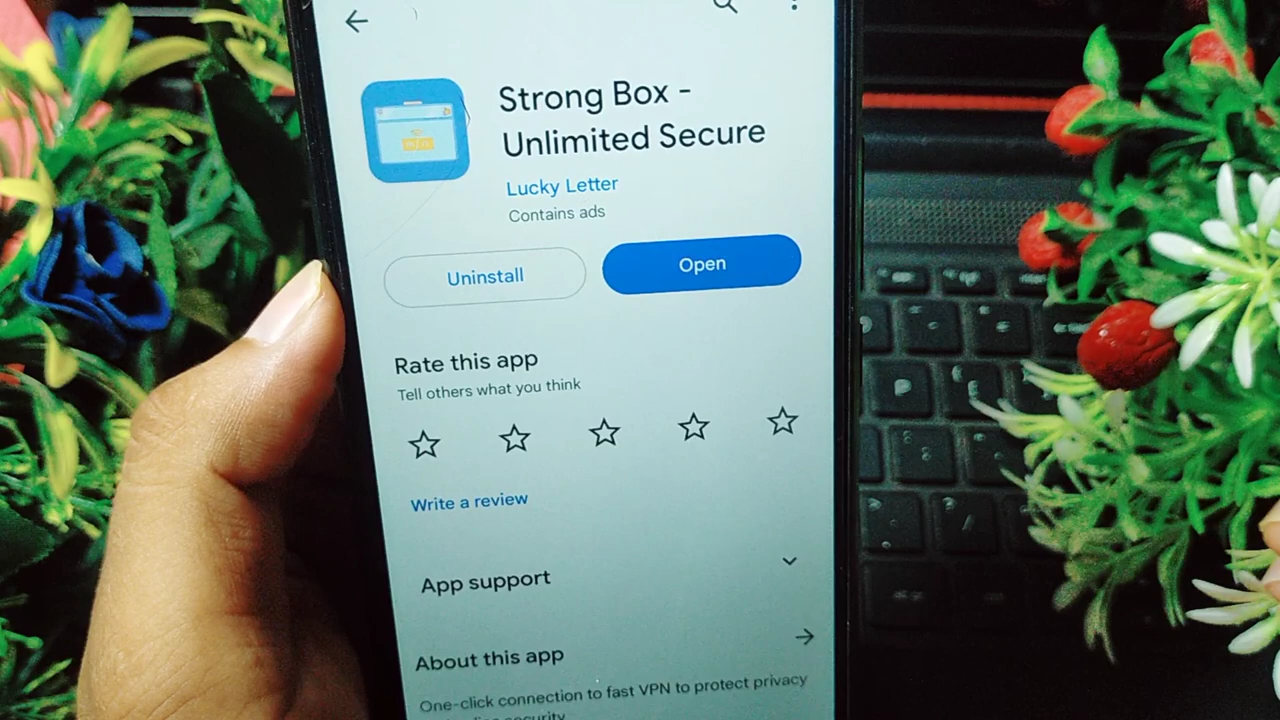 Strong Box -
Unlimited Secure
Lucky Letter
Contains ads
Uninstall
Open
Rate this app
Tell others what you think
Write a review
App support
About this app
One-click connection to fast VPN to protect privacy
security